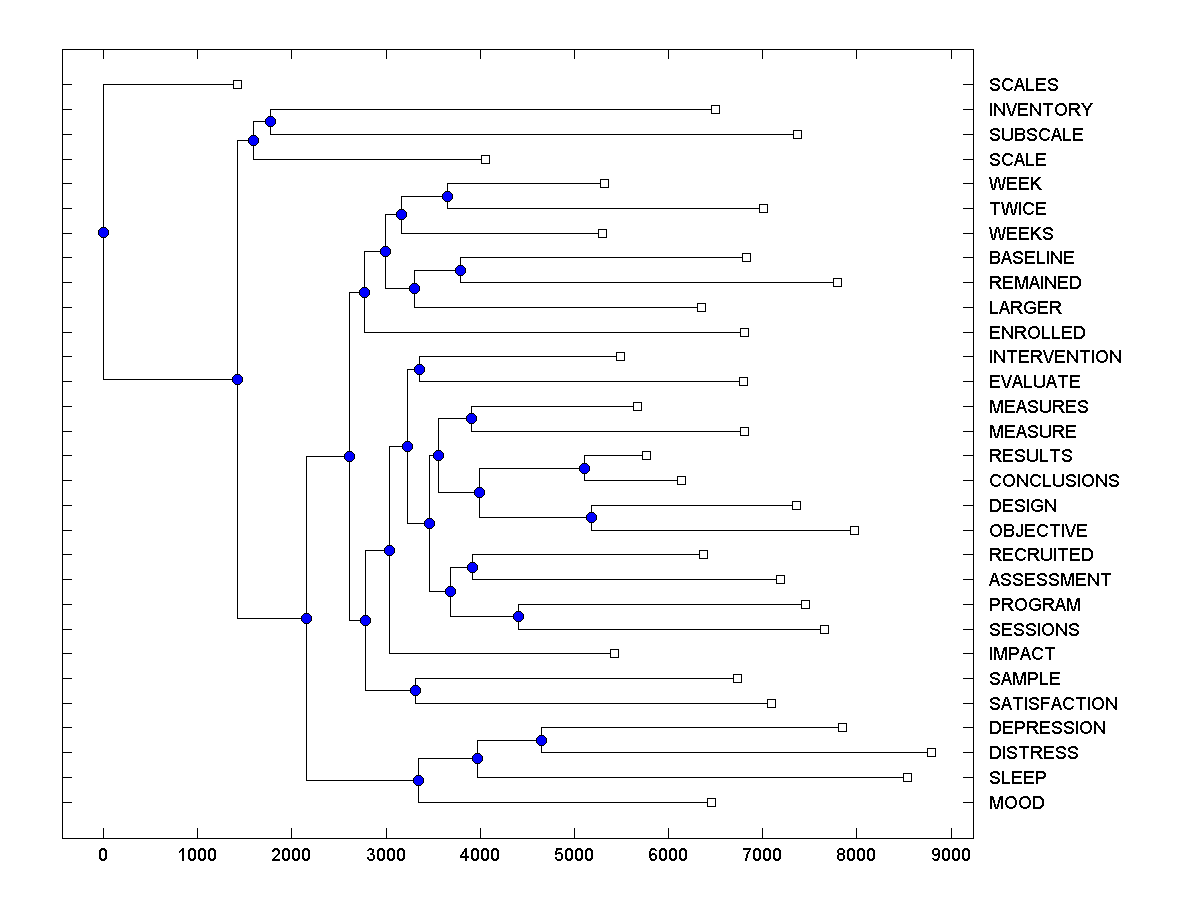 SCALES
INVENTORY
SUBSCALE
SCALE
WEEK
TWICE
WEEKS
BASELINE
REMAINED
LARGER
ENROLLED
INTERVENTION
EVALUATE
MEASURES
MEASURE
RESULTS
CONCLUSIONS
DESIGN
OBJECTIVE
RECRUITED
ASSESSMENT
PROGRAM
SESSIONS
IMPACT
SAMPLE
SATISFACTION
DEPRESSION
DISTRESS
SLEEP
MOOD
0 1000 2000 3000 4000 5000 6000 7000 8000 9000